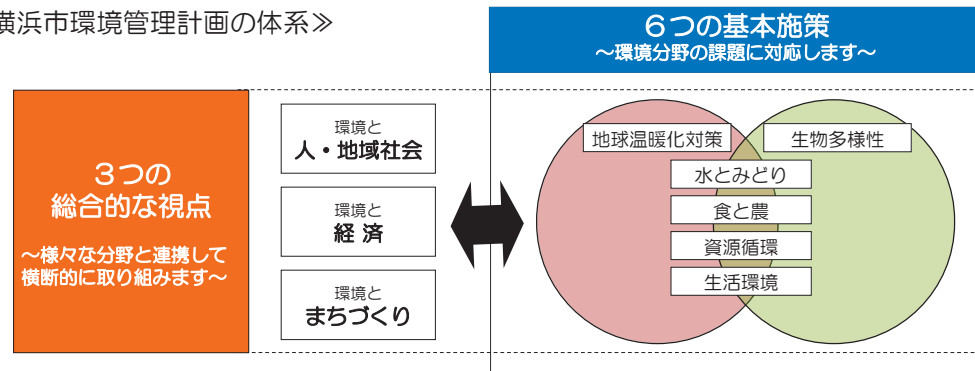 横浜市環境管理計画の体系≫
6つの基本施策
~環境分野の課題に対応します~
3つの
総合的な視点
~様々な分野と連携して
横断的に取り組みます~
環境と
人・地域社会
環境と
経 済
環境と
まちづくり
地球温暖化対策
生物多様性
水とみどり
食と農
資源循環
生活環境